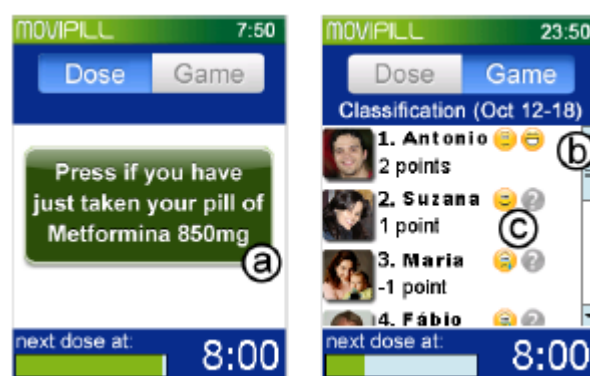 MOVIPILL 7:50
Dose Game
Press if you have
just taken your pill of
Metformina 850mg
a
next dose at:
8:00
MOVIPILL 23:50
Dose Game
Classification (Oct 12-18)
1. Antonio
2 points
b
2. Suzana ?
1 point
c
3. Maria ?
-1 point
4. Fábio ?
next dose at:
8:00